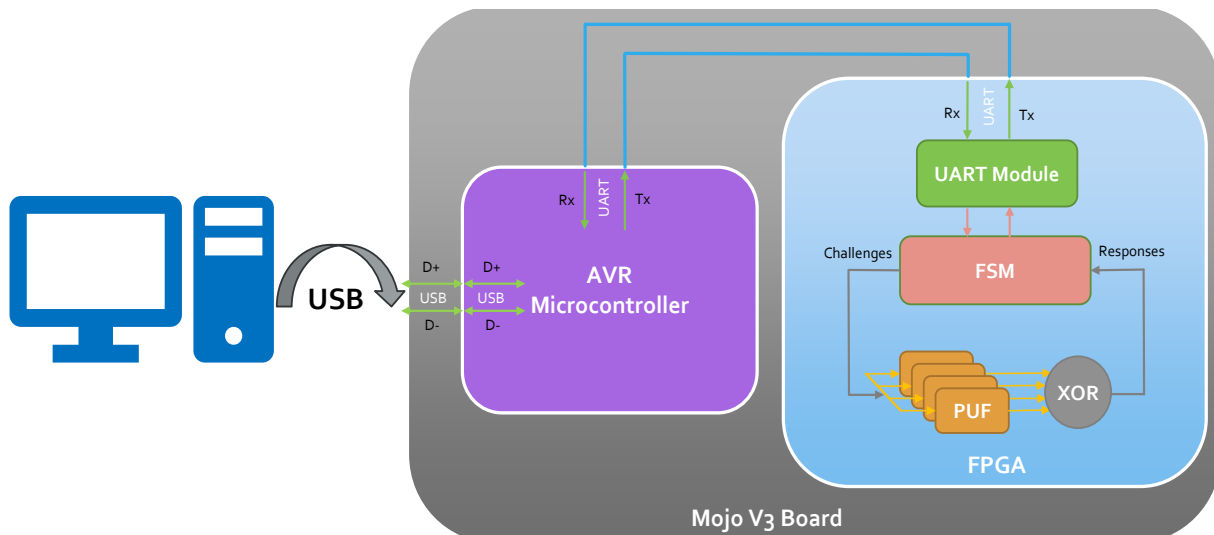 Rx
UART
Tx
UART Module
Rx
UART
Tx
Challenges
FSM
Responses
D+
D+
USB
USB
USB
D-
D-
AVR
Microcontroller
PUF
XOR
FPGA
Mojo V3 Board